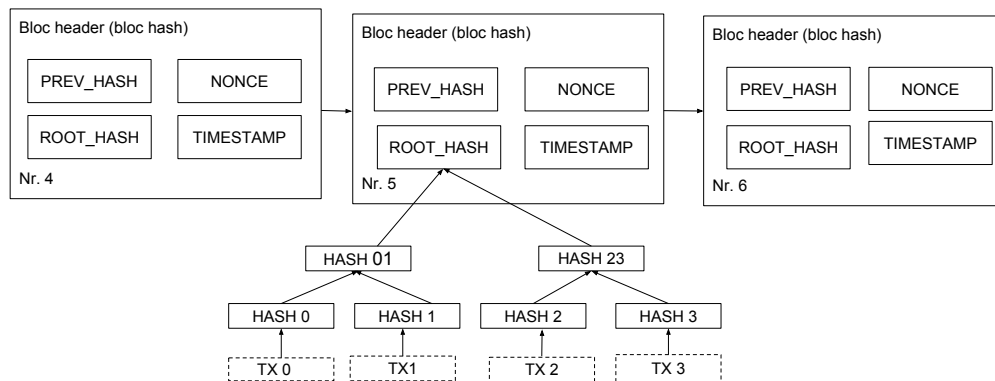 Bloc header (bloc hash)
PREV_HASH
NONCE
ROOT_HASH
TIMESTAMP
Nr. 4
Bloc header (bloc hash)
PREV_HASH
NONCE
ROOT_HASH
TIMESTAMP
Nr. 5
Bloc header (bloc hash)
PREV_HASH
NONCE
ROOT_HASH
TIMESTAMP
Nr. 6
HASH 01
HASH 23
HASH 0
HASH 1
HASH 2
HASH 3
TX 0
TX1
TX 2
TX 3